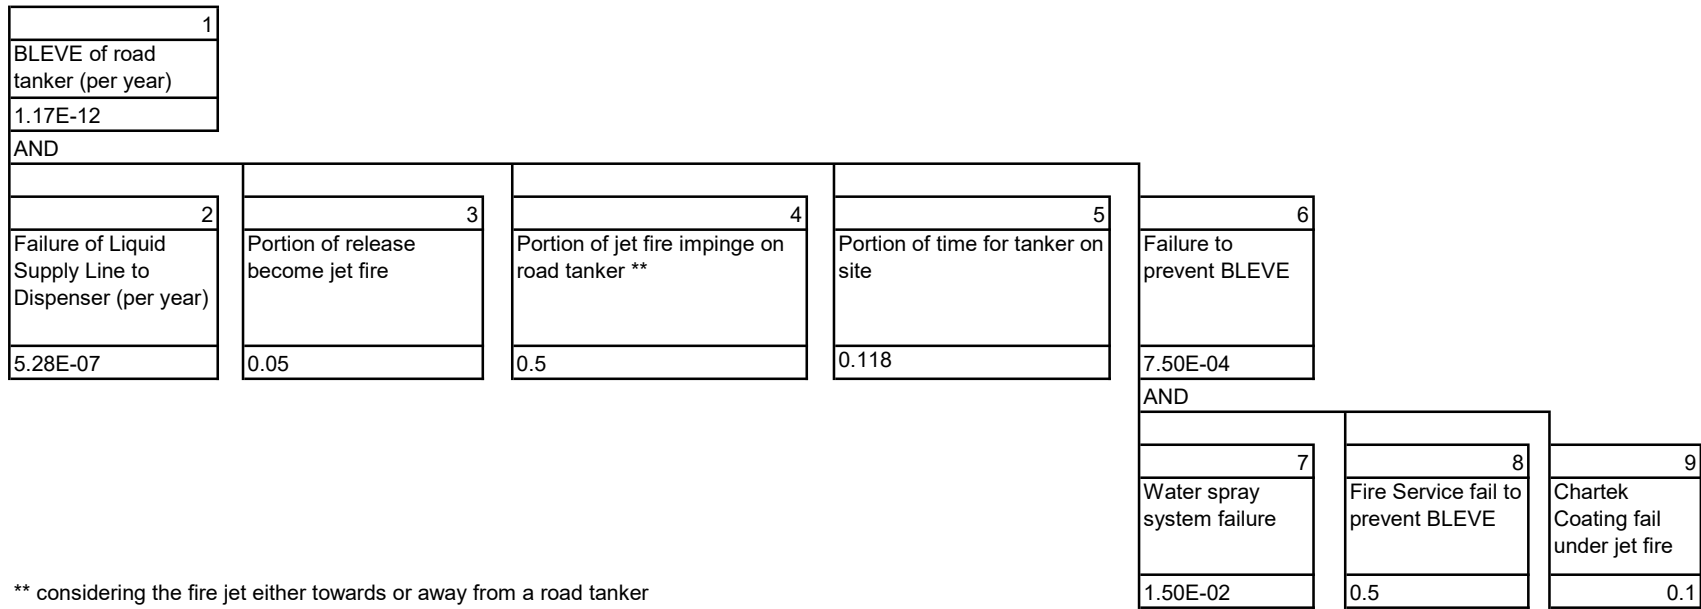 1
BLEVE of road
tanker (per year)
1.17E-12
AND
2
Failure of Liquid
Supply Line to
Dispenser (per year)
5.28E-07
3
Portion of release
become jet fire
0.05
4
Portion of jet fire impinge on
road tanker **
0.5
5
Portion of time for tanker on
site
0.118
6
Failure to
prevent BLEVE
7.50E-04
AND
7
Water spray
system failure
1.50E-02
8
Fire Service fail to
prevent BLEVE
0.5
9
Chartek
Coating fail
under jet fire
0.1
** considering the fire jet either towards or away from a road tanker